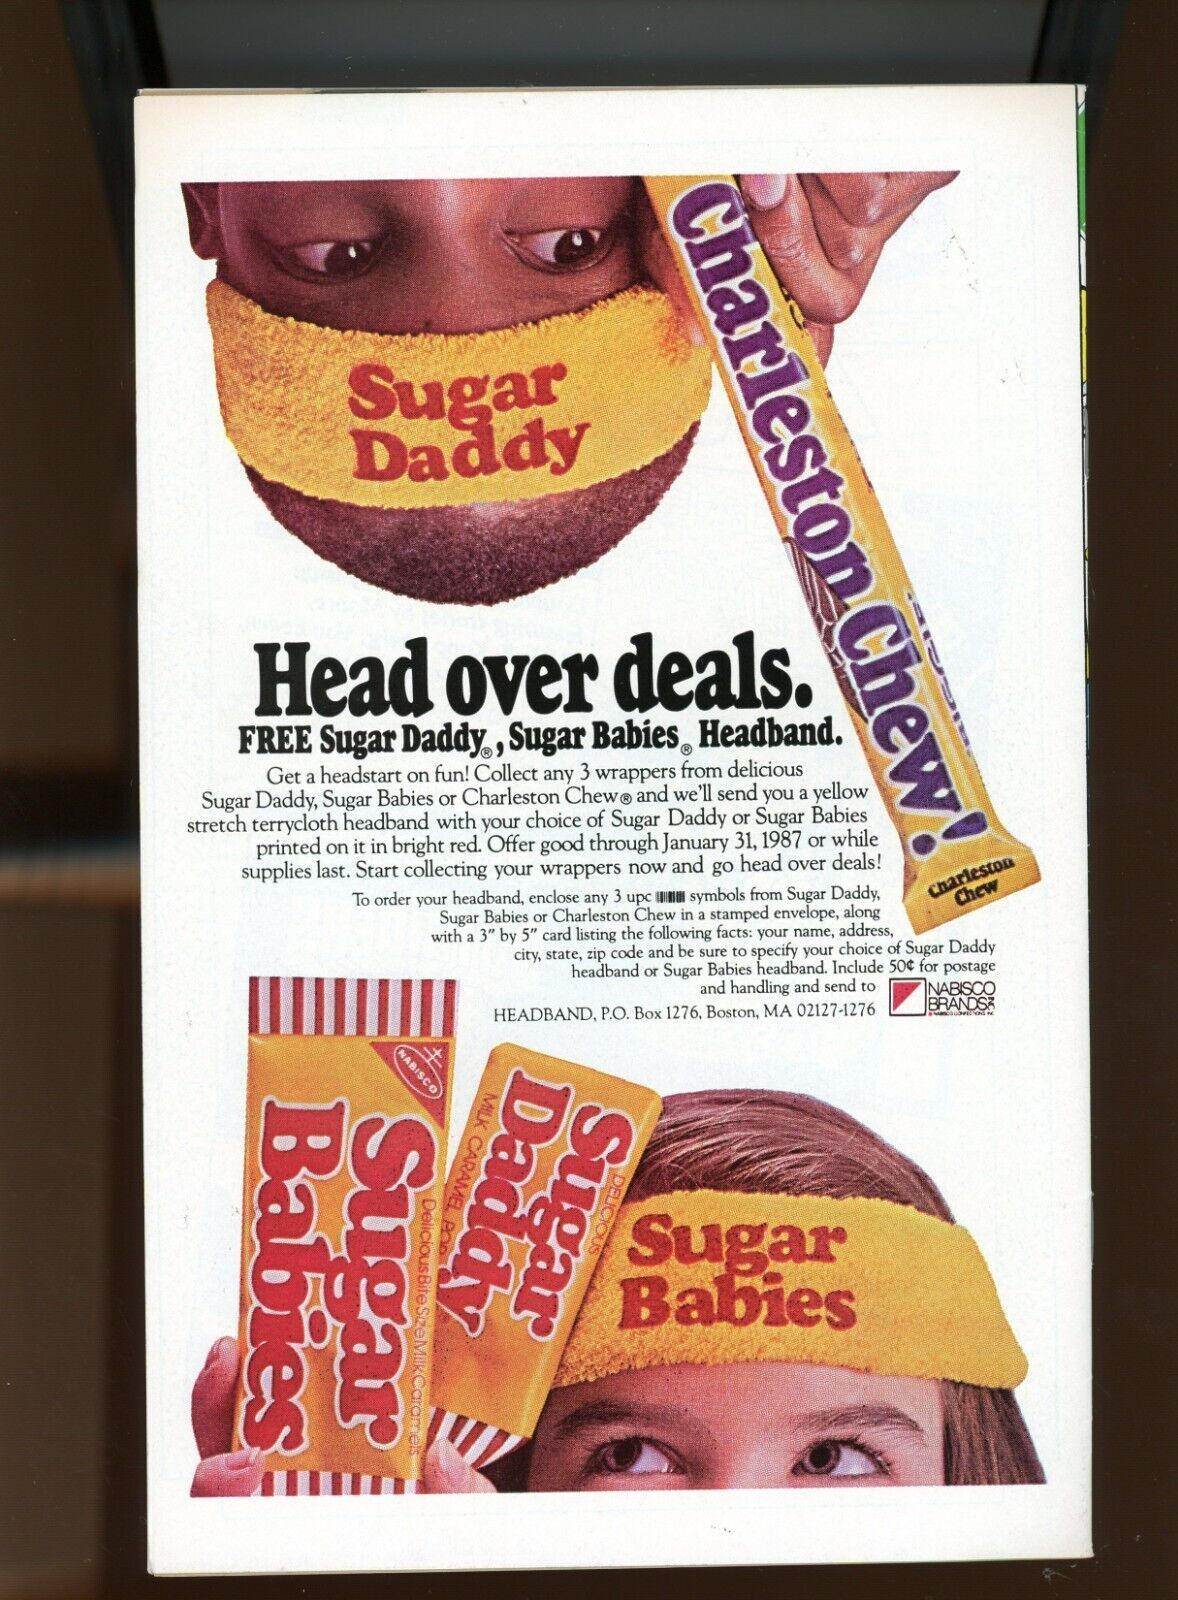 Sugar
Daddy
Charleston Chew!
Charleston
Chew
Head over deals.
FREE Sugar Daddy®, Sugar Babies® Headband.
Get a headstart on fun! Collect any 3 wrappers from delicious
Sugar Daddy, Sugar Babies or Charleston Chew® and we'll send you a yellow
stretch terrycloth headband with your choice of Sugar Daddy or Sugar Babies
printed on it in bright red. Offer good through January 31, 1987 or while
supplies last. Start collecting your wrappers now and go head over deals!
To order your headband, enclose any 3 upc symbols from Sugar Daddy,
Sugar Babies or Charleston Chew in a stamped envelope, along
with a 3" by 5" card listing the following facts: your name, address,
city, state, zip code and be sure to specify your choice of Sugar Daddy
headband or Sugar Babies headband. Include 50¢ for postage
and handling and send to
HEADBAND, P.O. Box 1276, Boston, MA 02127-1276
NABISCO
BRANDS INC
NABISCO CONFECTIONS INC
NABISCO
Sugar
Babies
Delicious Bite Size Milk Caramels
DELICIOUS
Sugar
Daddy
MILK CARAMEL POP
Sugar
Babies